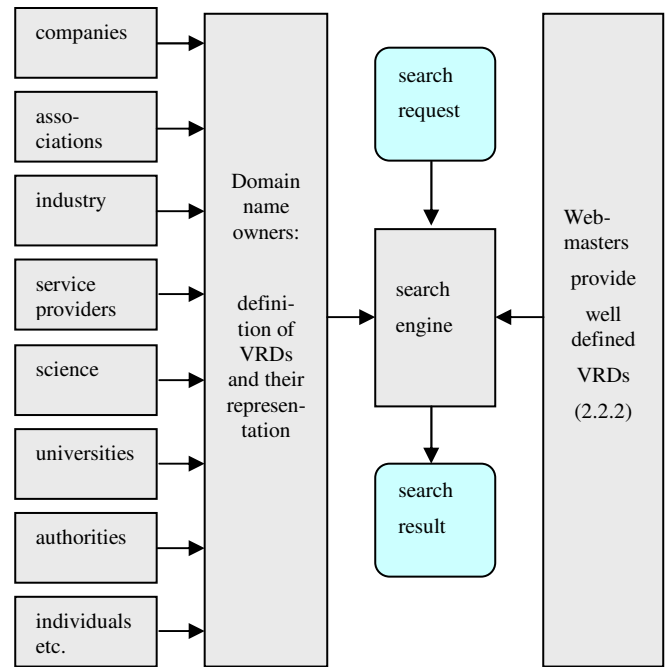 companies
asso-
ciations
industry
service
providers
science
universities
authorities
individuals
etc.
Domain
name
owners:
defini-
tion of
VRDs
and their
represen-
tation
search
request
search
engine
search
result
Web-
masters
provide
well
defined
VRDs
(2.2.2)